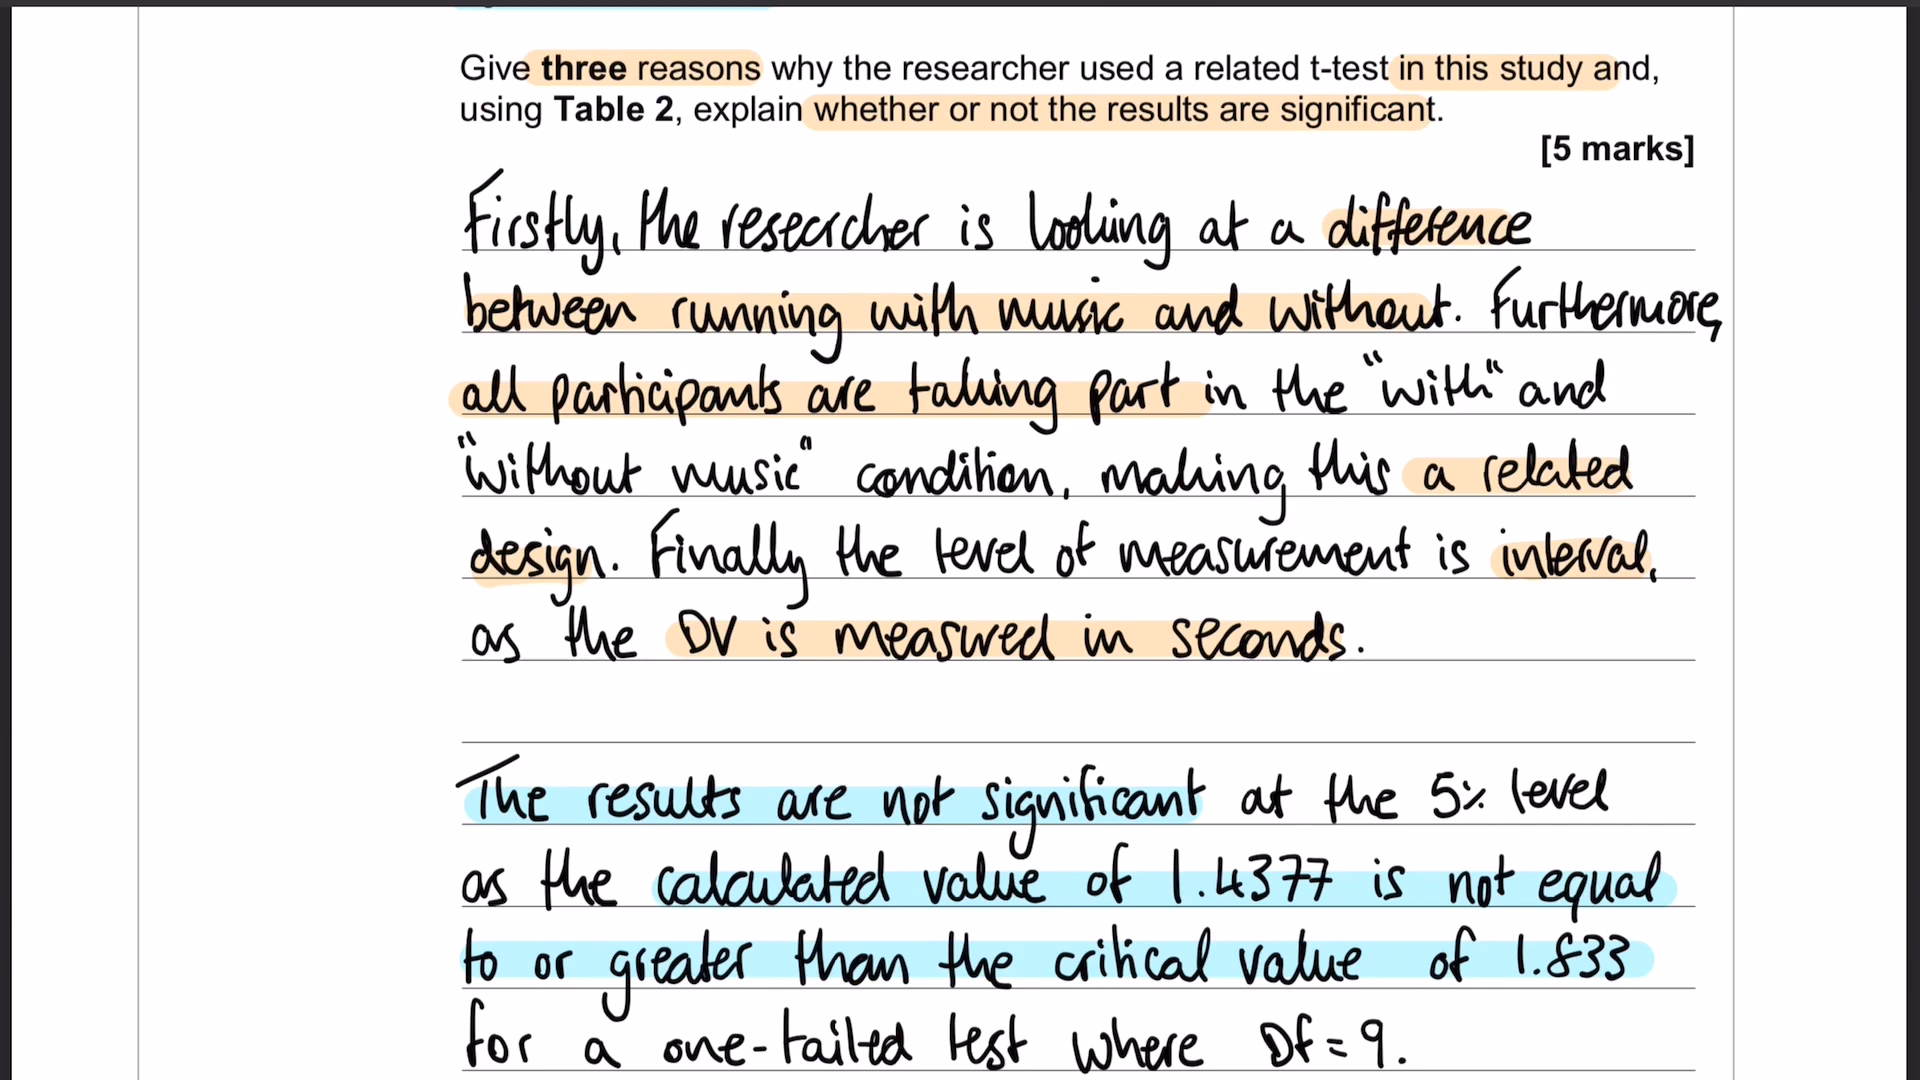 Give three reasons why the researcher used a related t-test in this study and,
using Table 2, explain whether or not the results are significant.
[5 marks]
Firstly, the researcher is looking at a difference
between running with music and without. Furthermore,
all participants are taking part in the "with" and
"without music" condition, making this a related
design. Finally the level of measurement is interval,
as the DV is measured in seconds.
The results are not significant at the 5% level
as the calculated value of 1.4377 is not equal
to or greater than the critical value of 1.833
for a one-tailed test where Df = 9.